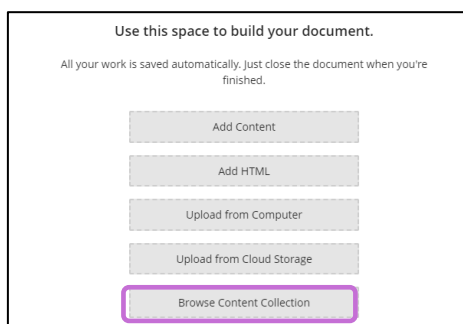 Use this space to build your document.
All your work is saved automatically. Just close the document when you're
finished.
Add Content
Add HTML
Upload from Computer
Upload from Cloud Storage
Browse Content Collection